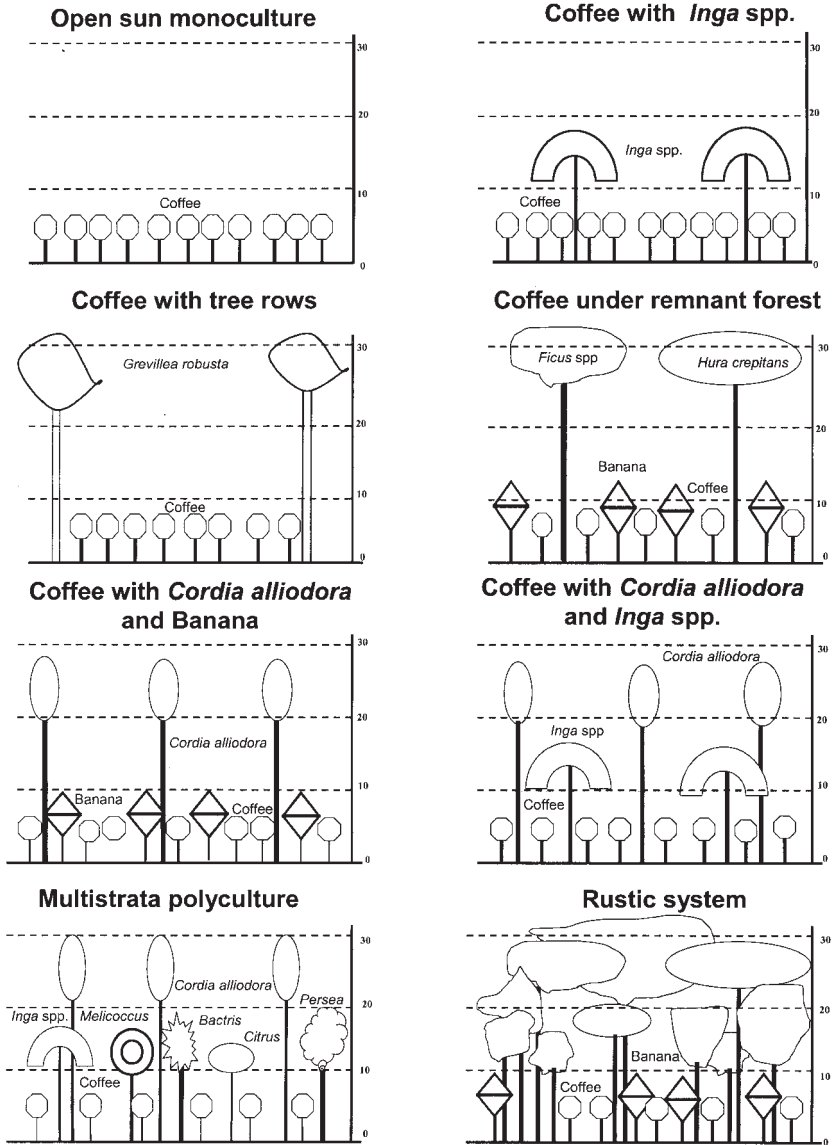 Open sun monoculture
30
20
10
0
Coffee
Coffee with Inga spp.
30
20
10
0
Inga spp.
Coffee
Coffee with tree rows
30
20
10
0
Grevillea robusta
Coffee
Coffee under remnant forest
30
20
10
0
Ficus spp
Hura crepitans
Banana
Coffee
Coffee with Cordia alliodora
and Banana
30
20
10
0
Cordia alliodora
Banana
Coffee
Coffee with Cordia alliodora
and Inga spp.
30
20
10
0
Cordia alliodora
Inga spp
Coffee
Multistrata polyculture
30
20
10
0
Cordia alliodora
Persea
Inga spp.
Melicoccus
Bactris
Citrus
Coffee
Rustic system
30
20
10
0
Banana
Coffee